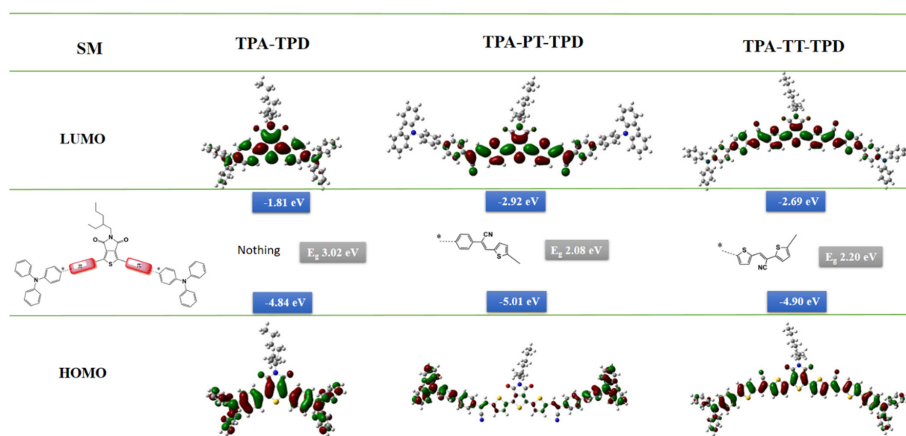 SM TPA-TPD TPA-PT-TPD TPA-TT-TPD
LUMO
-1.81 eV -2.92 eV -2.69 eV
Nothing Eg 3.02 eV
* CN S Eg 2.08 eV
* S S CN Eg 2.20 eV
O N O
N * S * N
-4.84 eV -5.01 eV -4.90 eV
HOMO